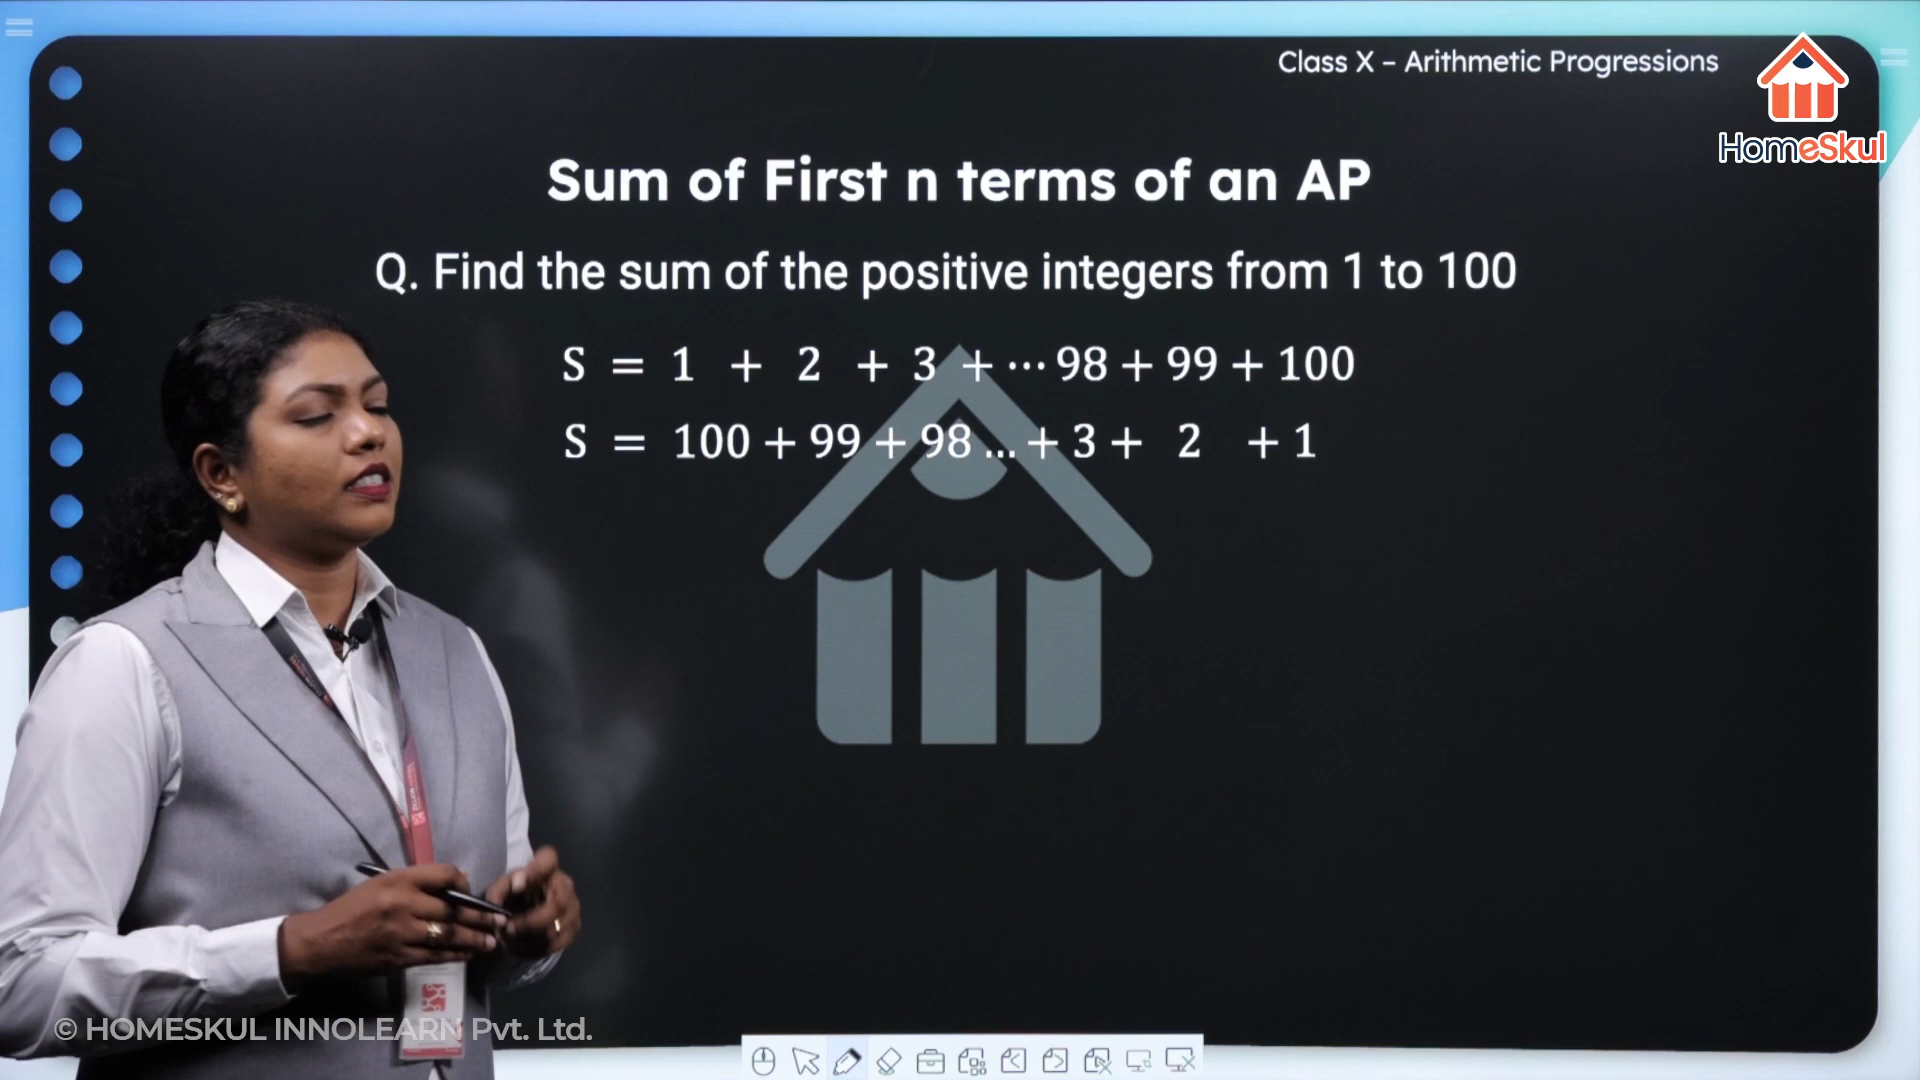 Class X – Arithmetic Progressions
HomeSkul
Sum of First n terms of an AP
Q. Find the sum of the positive integers from 1 to 100
S = 1 + 2 + 3 + ⋯ 98 + 99 + 100
S = 100 + 99 + 98 … + 3 + 2 + 1
© HOMESKUL INNOLEARN Pvt. Ltd.